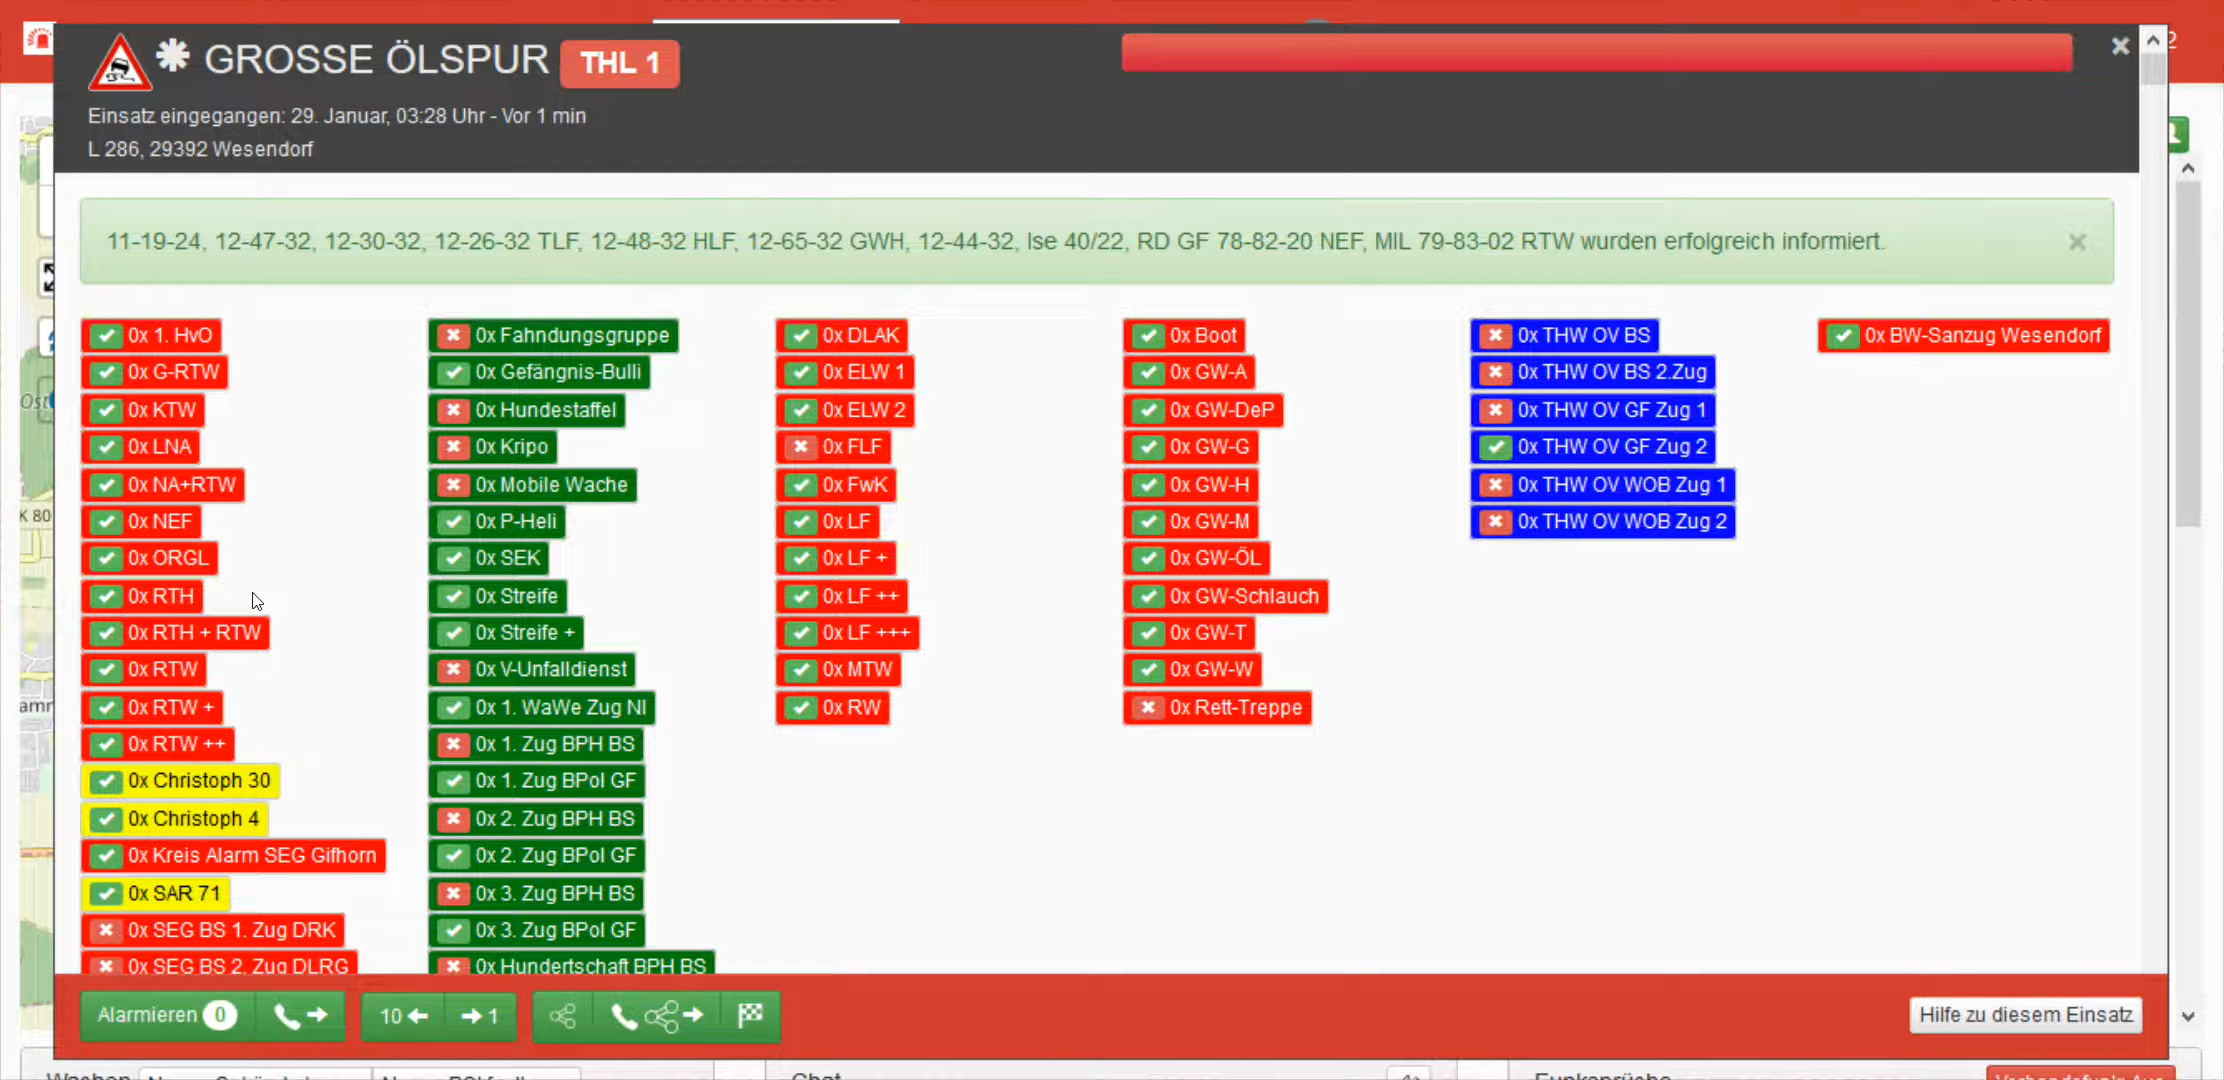 GROSSE ÖLSPUR THL 1
Einsatz eingegangen: 29. Januar, 03:28 Uhr - Vor 1 min
L 286, 29392 Wesendorf
11-19-24, 12-47-32, 12-30-32, 12-26-32 TLF, 12-48-32 HLF, 12-65-32 GWH, 12-44-32, Ise 40/22, RD GF 78-82-20 NEF, MIL 79-83-02 RTW wurden erfolgreich informiert.
0x 1. HvO
0x G-RTW
0x KTW
0x LNA
0x NA+RTW
0x NEF
0x ORGL
0x RTH
0x RTH + RTW
0x RTW
0x RTW +
0x RTW ++
0x Christoph 30
0x Christoph 4
0x Kreis Alarm SEG Gifhorn
0x SAR 71
0x SEG BS 1. Zug DRK
0x SEG BS 2. Zug DLRG
0x Fahndungsgruppe
0x Gefängnis-Bulli
0x Hundestaffel
0x Kripo
0x Mobile Wache
0x P-Heli
0x SEK
0x Streife
0x Streife +
0x V-Unfalldienst
0x 1. WaWe Zug NI
0x 1. Zug BPH BS
0x 1. Zug BPol GF
0x 2. Zug BPH BS
0x 2. Zug BPol GF
0x 3. Zug BPH BS
0x 3. Zug BPol GF
0x Hundertschaft BPH BS
0x DLAK
0x ELW 1
0x ELW 2
0x FLF
0x FwK
0x LF
0x LF +
0x LF ++
0x LF +++
0x MTW
0x RW
0x Boot
0x GW-A
0x GW-DeP
0x GW-G
0x GW-H
0x GW-M
0x GW-ÖL
0x GW-Schlauch
0x GW-T
0x GW-W
0x Rett-Treppe
0x THW OV BS
0x THW OV BS 2.Zug
0x THW OV GF Zug 1
0x THW OV GF Zug 2
0x THW OV WOB Zug 1
0x THW OV WOB Zug 2
0x BW-Sanzug Wesendorf
K 80
Alarmieren 0
10
1
Hilfe zu diesem Einsatz
Wachen
Chat
Funksprüche